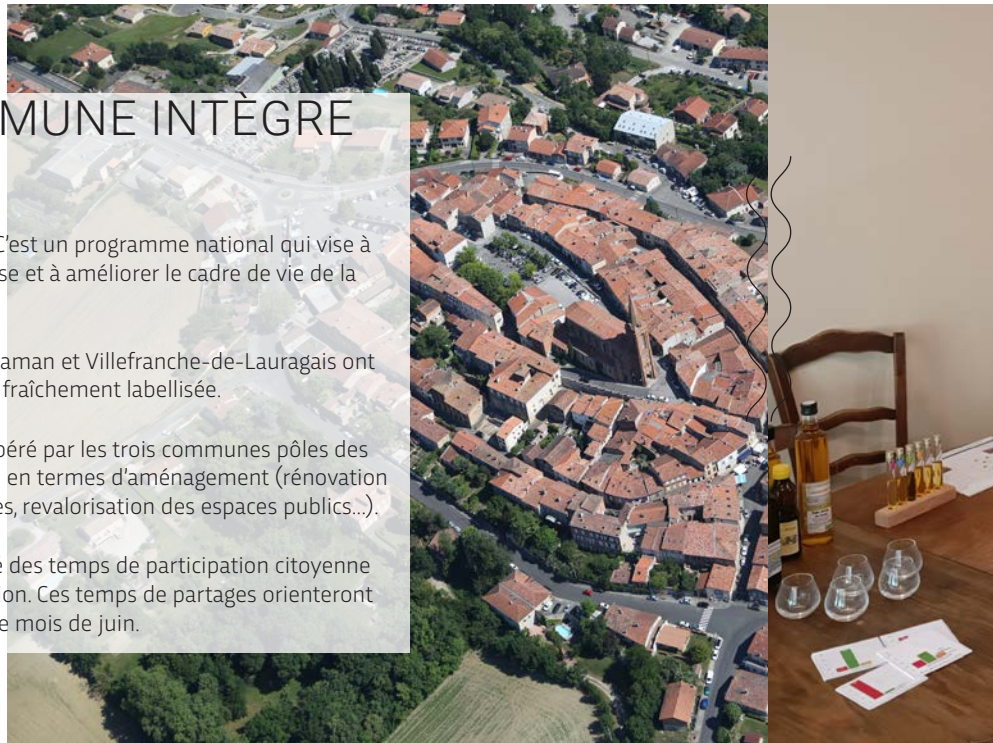 MUNE INTÈGRE
C'est un programme national qui vise à
se et à améliorer le cadre de vie de la
aman et Villefranche-de-Lauragais ont
fraîchement labellisée.
péré par les trois communes pôles des
en termes d'aménagement (rénovation
es, revalorisation des espaces publics...).
des temps de participation citoyenne
on. Ces temps de partages orienteront
e mois de juin.